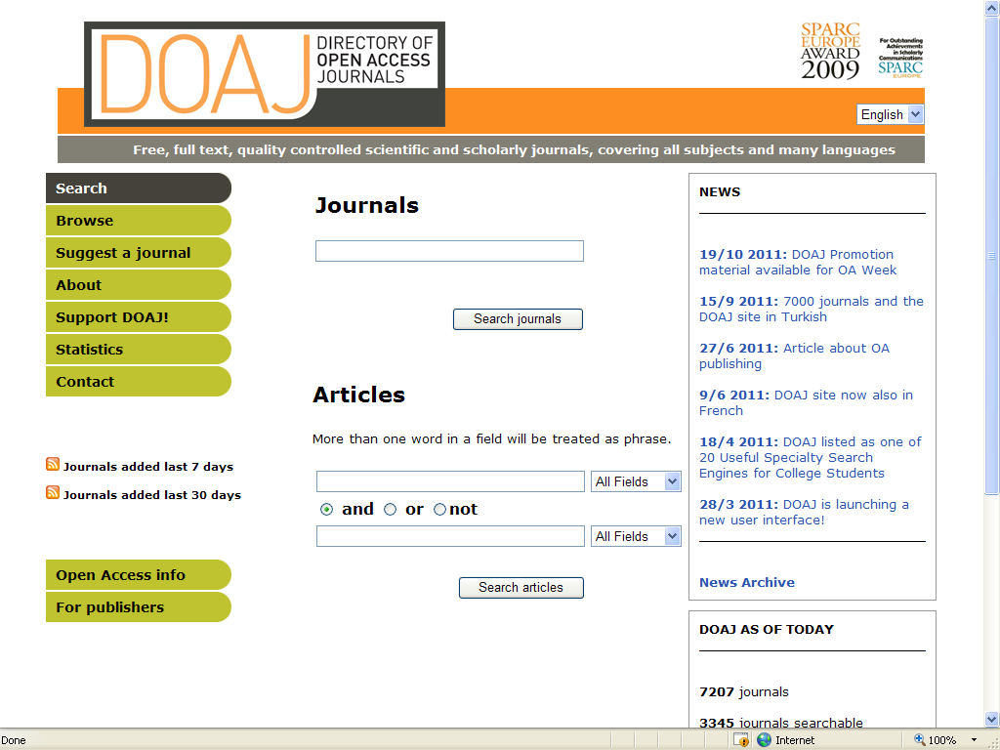 DOAJ
DIRECTORY OF
OPEN ACCESS
JOURNALS
SPARC
EUROPE
AWARD
2009
For Outstanding
Achievements
in Scholarly
Communications
SPARC
EUROPE
English
Free, full text, quality controlled scientific and scholarly journals, covering all subjects and many languages
Search
Browse
Suggest a journal
About
Support DOAJ!
Statistics
Contact
Journals added last 7 days
Journals added last 30 days
Open Access info
For publishers
Journals
Search journals
Articles
More than one word in a field will be treated as phrase.
All Fields
and or not
All Fields
Search articles
NEWS
19/10 2011: DOAJ Promotion
material available for OA Week
15/9 2011: 7000 journals and the
DOAJ site in Turkish
27/6 2011: Article about OA
publishing
9/6 2011: DOAJ site now also in
French
18/4 2011: DOAJ listed as one of
20 Useful Specialty Search
Engines for College Students
28/3 2011: DOAJ is launching a
new user interface!
News Archive
DOAJ AS OF TODAY
7207 journals
3345 journals searchable
Done
Internet
100%